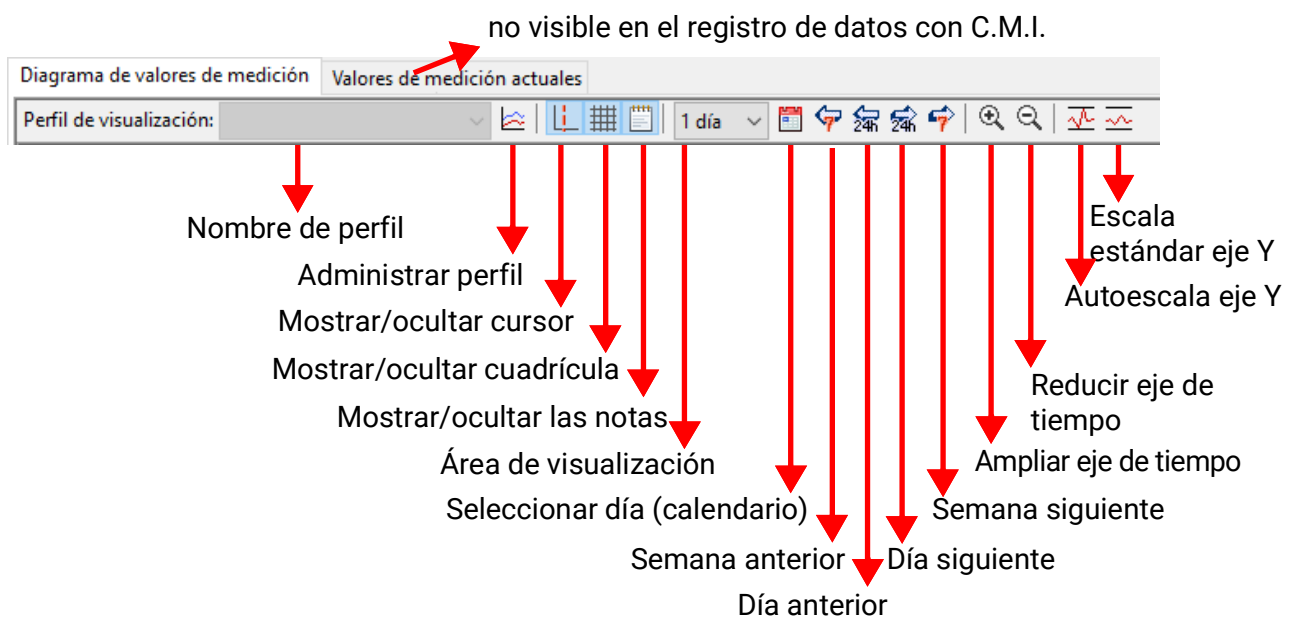 no visible en el registro de datos con C.M.I.
Diagrama de valores de medición
Valores de medición actuales
Perfil de visualización:
1 día
7
24h
24h
7
Nombre de perfil
Escala
estándar eje Y
Administrar perfil
Autoescala eje Y
Mostrar/ocultar cursor
Mostrar/ocultar cuadrícula
Reducir eje de
tiempo
Mostrar/ocultar las notas
Área de visualización
Ampliar eje de tiempo
Seleccionar día (calendario)
Semana siguiente
Semana anterior
Día siguiente
Día anterior